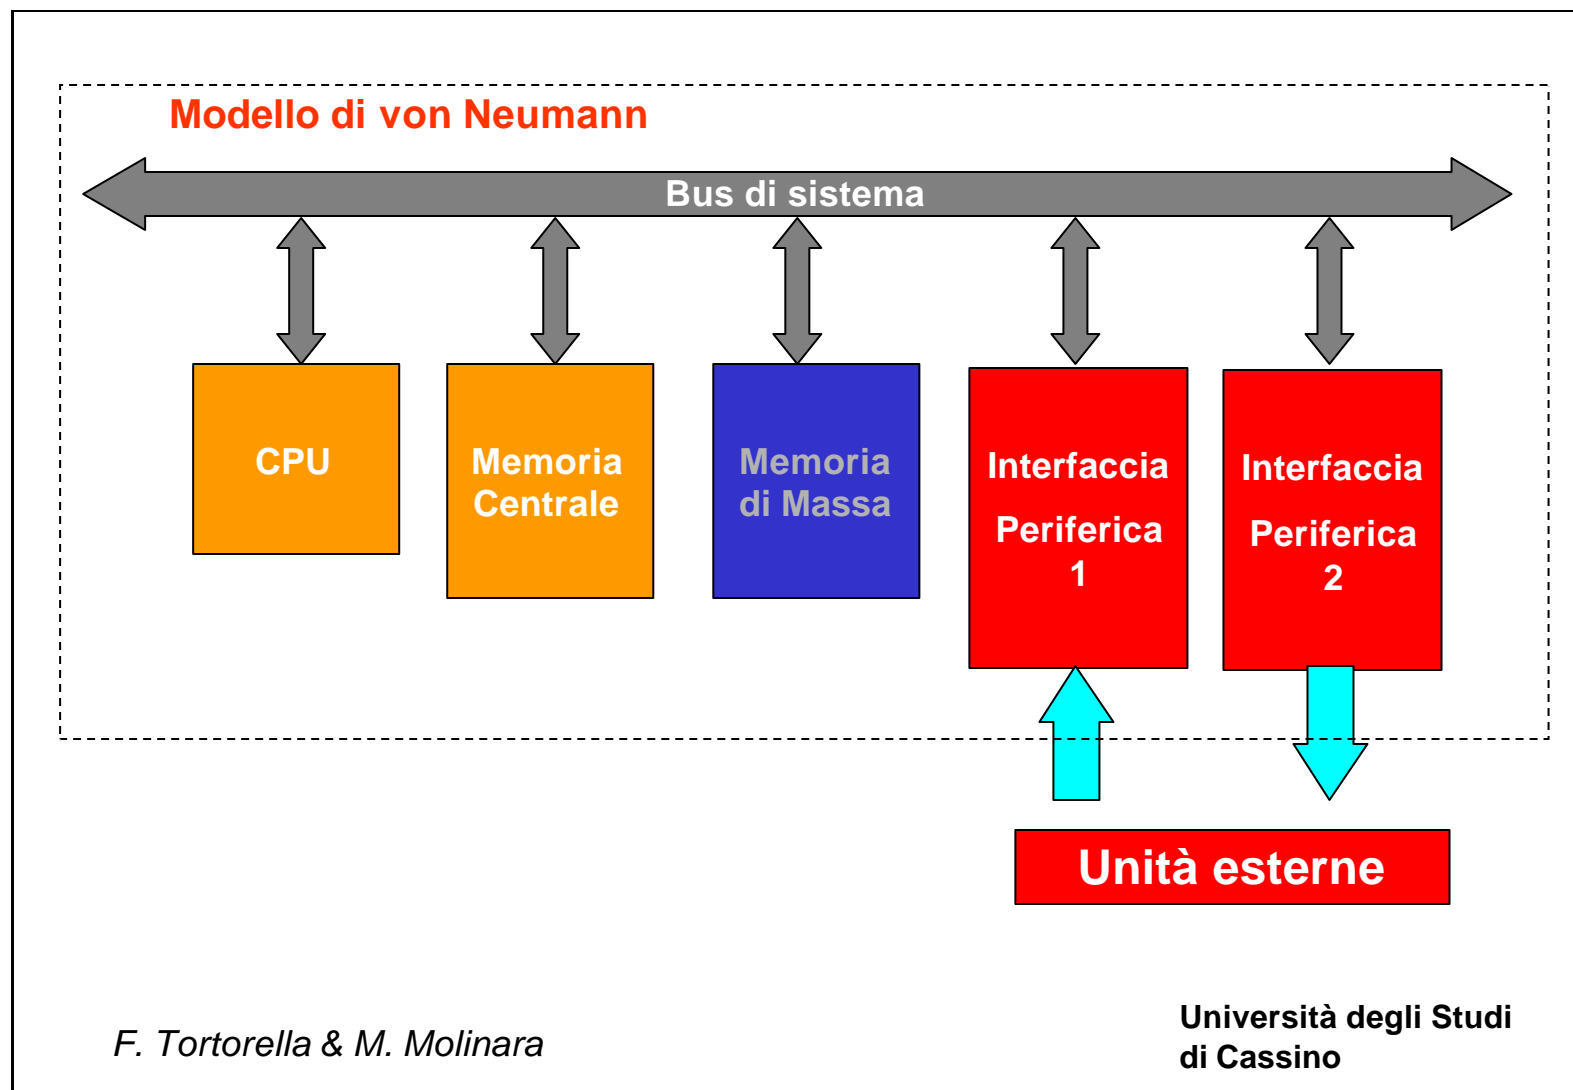 Modello di von Neumann
Bus di sistema
CPU
Memoria
Centrale
Memoria
di Massa
Interfaccia
Periferica
1
Interfaccia
Periferica
2
Unità esterne
F. Tortorella & M. Molinara
Università degli Studi
di Cassino